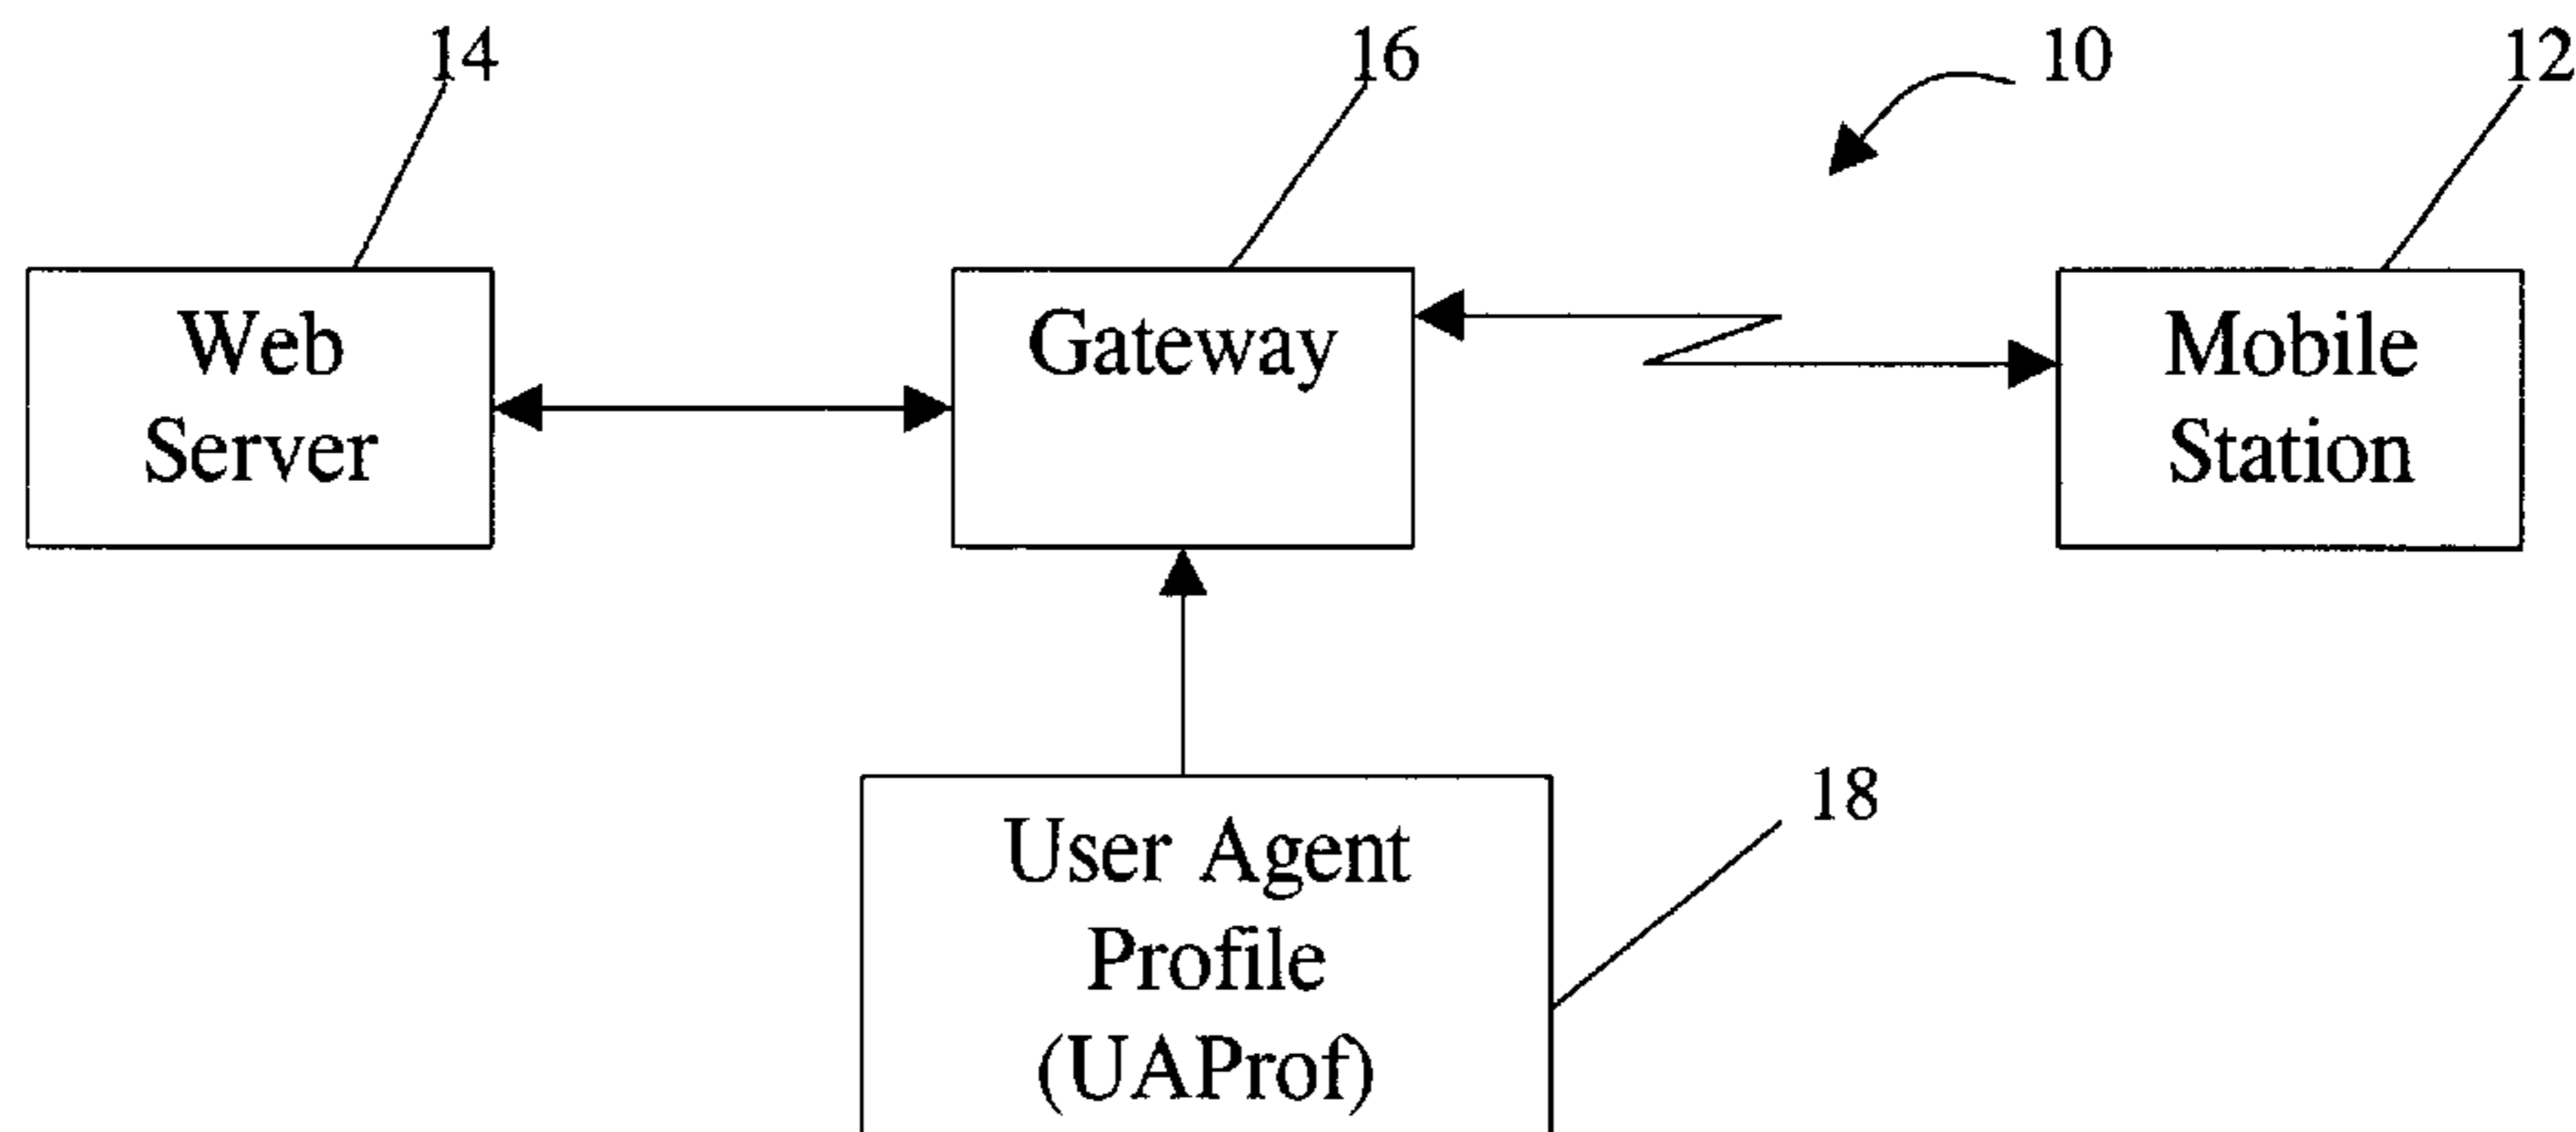 14
16
10
12
Web
Server
Gateway
Mobile
Station
18
User Agent
Profile
(UAProf)